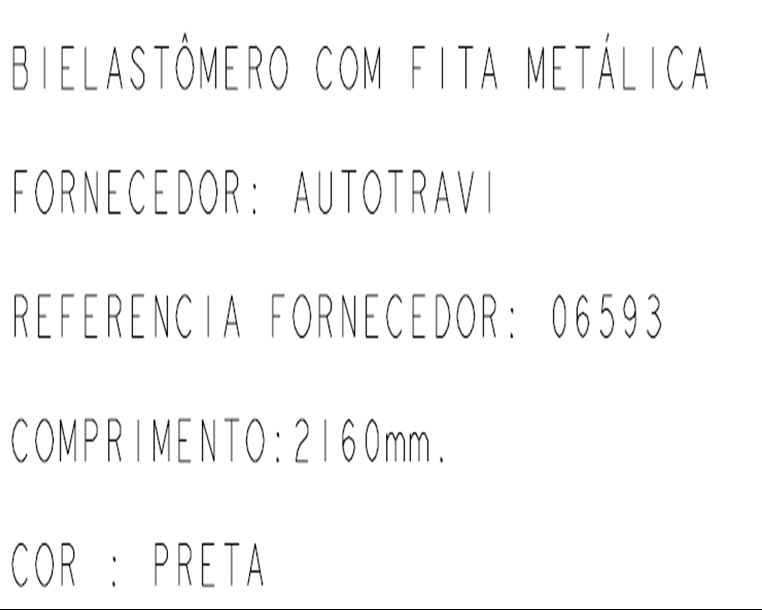 BIELASTÔMERO COM FITA METÁLICA
FORNECEDOR: AUTOTRAVI
REFERENCIA FORNECEDOR: 06593
COMPRIMENTO:2160mm.
COR : PRETA